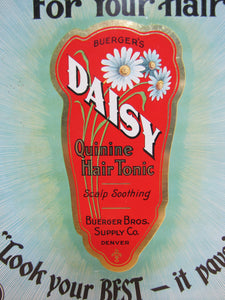 For Your Hair
BUERGER'S
DAISY
Quinine
Hair Tonic
Scalp Soothing
BUERGER BROS.
SUPPLY CO.
DENVER
"Look your BEST – it pays